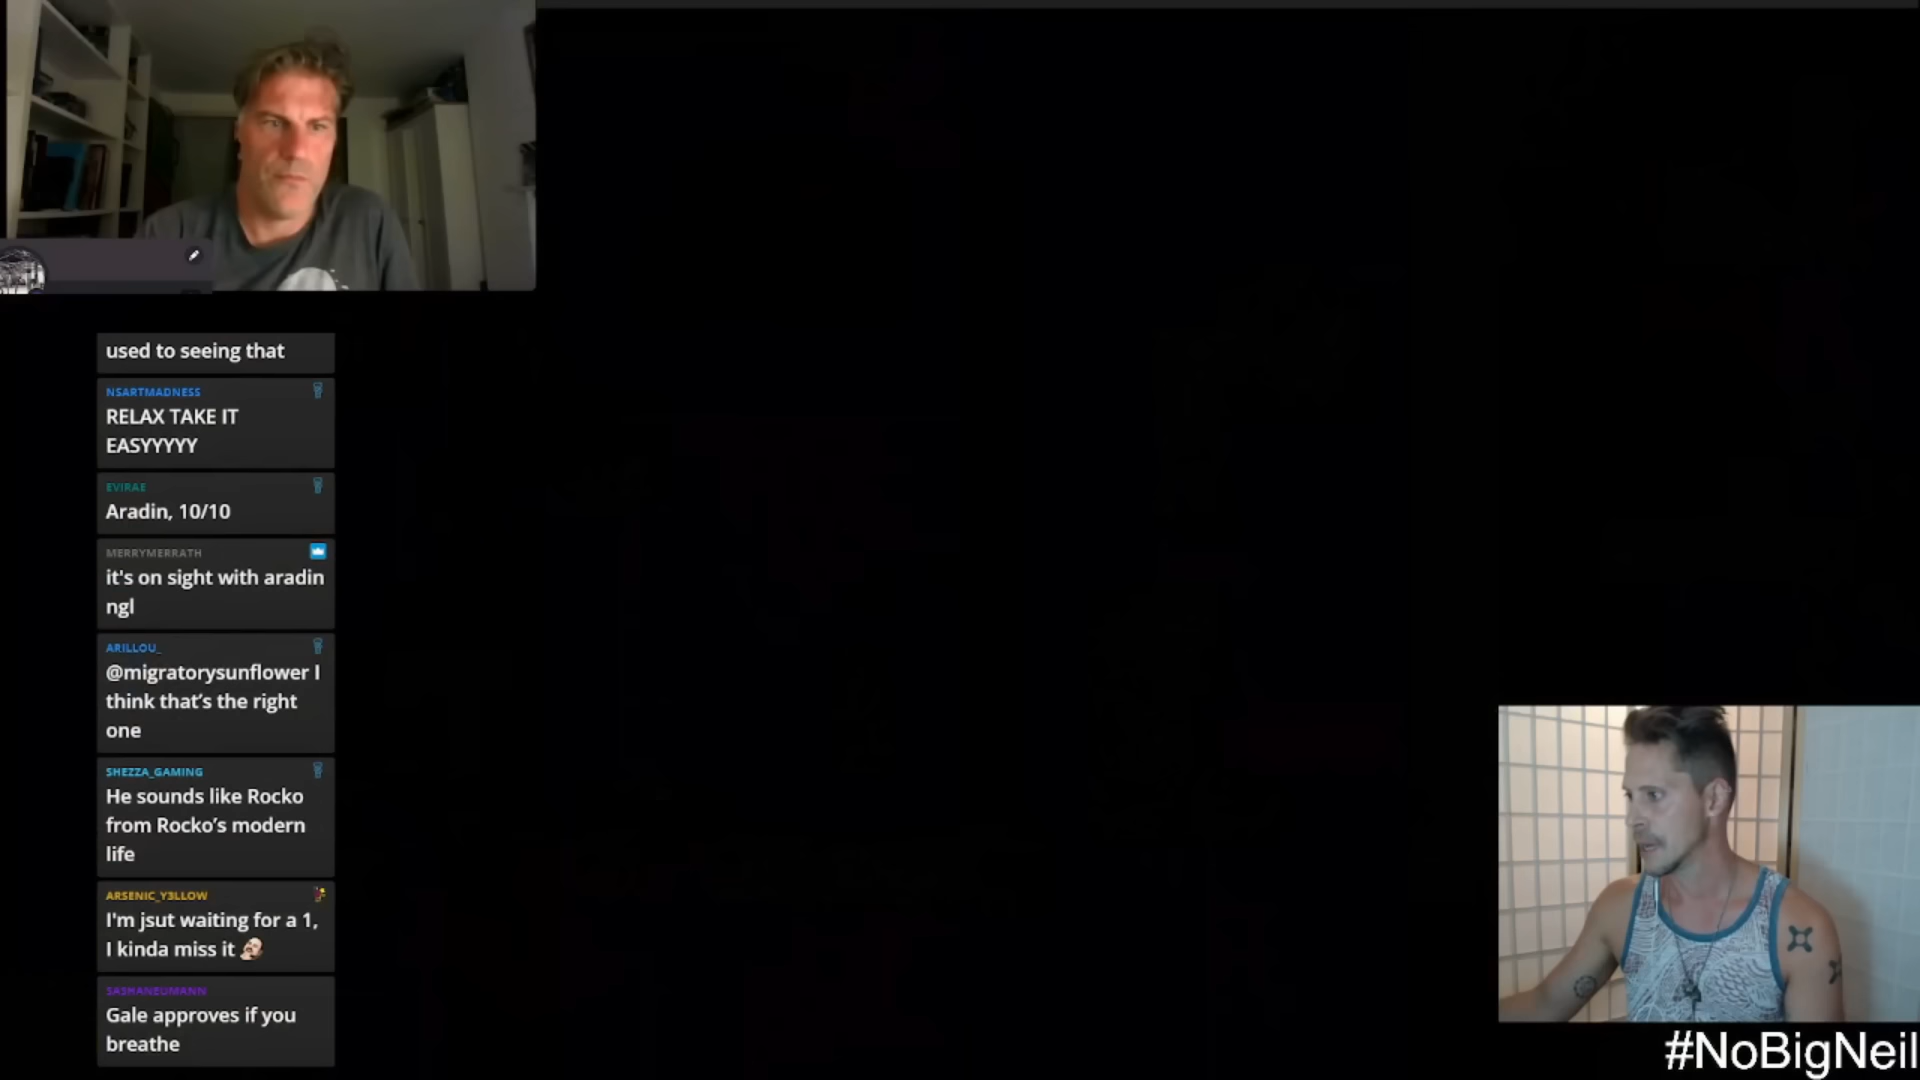 used to seeing that
NSARTMADNESS
RELAX TAKE IT
EASYYYYY
EVIRAE
Aradin, 10/10
MERRYMERRATH
it's on sight with aradin
ngl
ARILLOU_
@migratorysunflower I
think that’s the right
one
SHEZZA_GAMING
He sounds like Rocko
from Rocko’s modern
life
ARSENIC_Y3LLOW
I'm jsut waiting for a 1,
I kinda miss it
SASHANEUMANN
Gale approves if you
breathe
#NoBigNeil